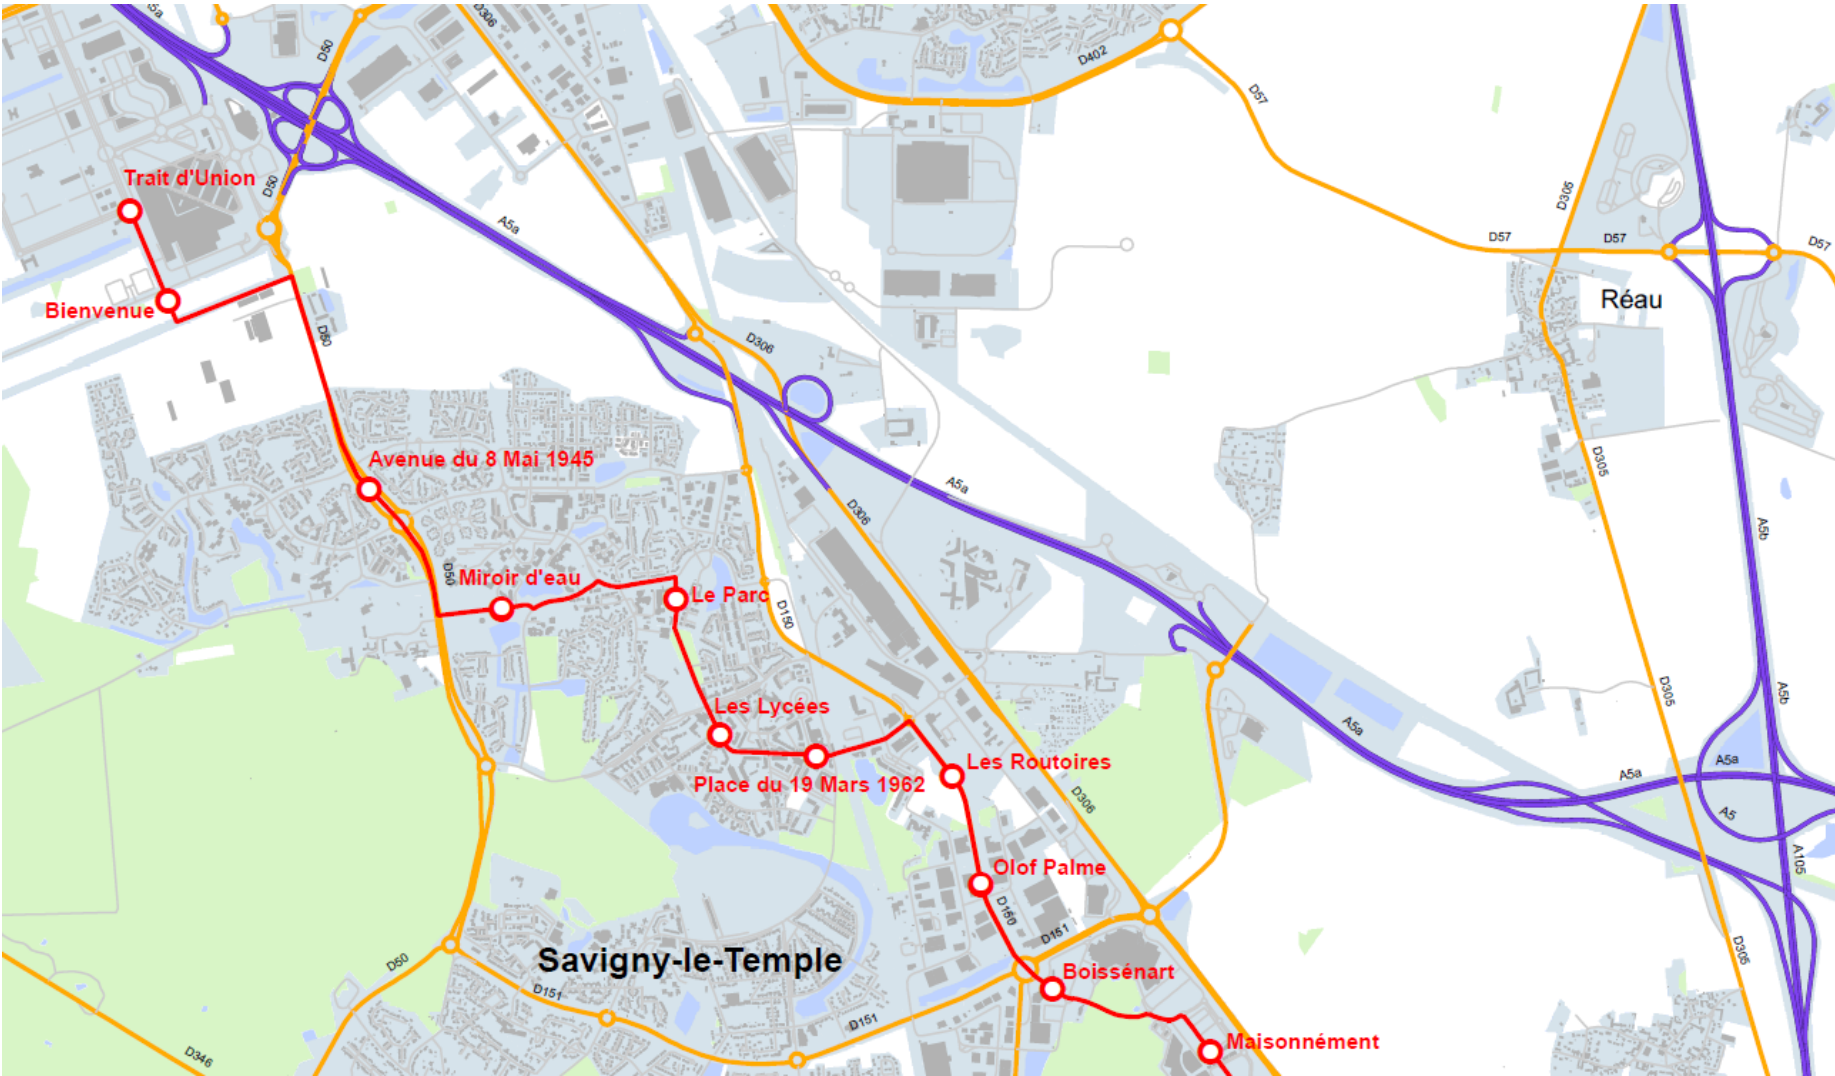 A5a
D50
D306
D402
D57
Trait d'Union
D50
D305
A5a
D57
D57
D57
Bienvenue
Réau
D50
D306
Avenue du 8 Mai 1945
D305
A5a
D306
A5b
D50
Miroir d'eau
Le Parc
D150
D305
A5b
Les Lycées
A5a
Les Routoires
A5a
A5a
Place du 19 Mars 1962
D306
A5
A105
Olof Palme
D150
D151
D305
D50
Savigny-le-Temple
Boissénart
D151
D151
D346
Maisonnément